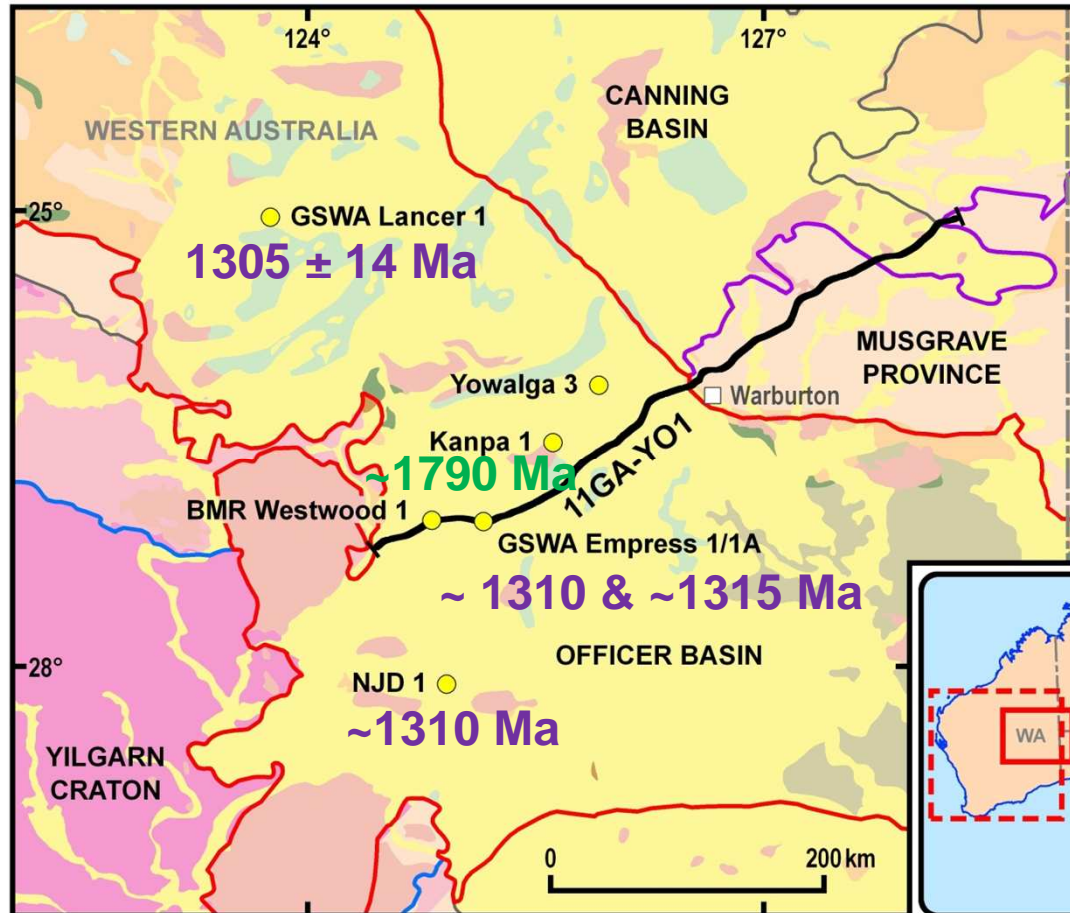 124°
127°
CANNING
BASIN
WESTERN AUSTRALIA
25°
GSWA Lancer 1
1305 ± 14 Ma
MUSGRAVE
PROVINCE
Yowalga 3
Warburton
Kanpa 1
~1790 Ma
11GA-YO1
BMR Westwood 1
GSWA Empress 1/1A
~ 1310 & ~1315 Ma
OFFICER BASIN
28°
NJD 1
~1310 Ma
WA
YILGARN
CRATON
0
200 km